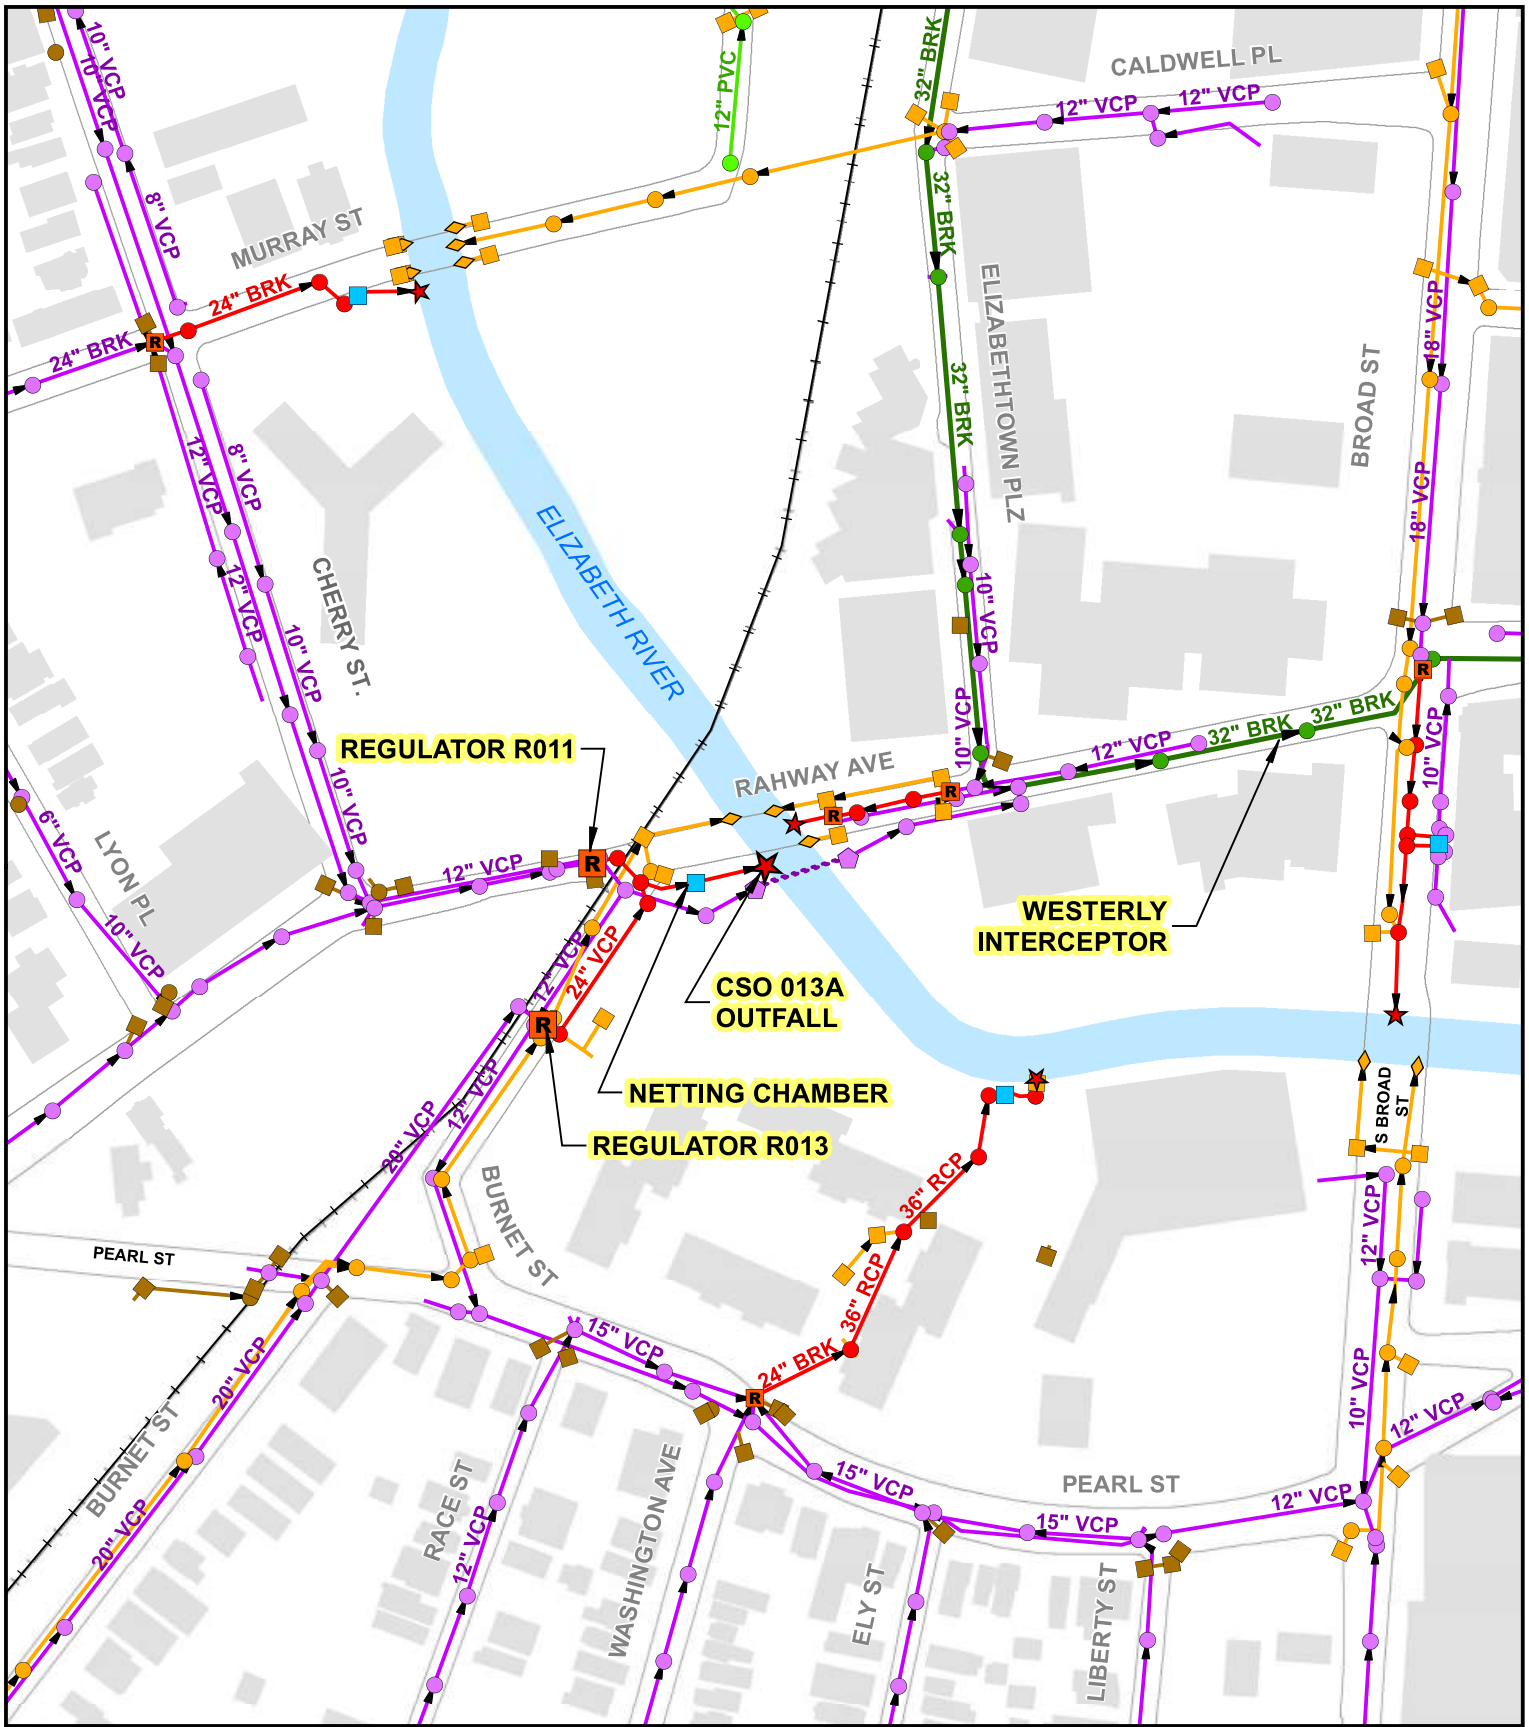 10" VCP
10" VCP
12" PVC
32" BRK
CALDWELL PL
12" VCP
12" VCP
8" VCP
MURRAY ST
32" BRK
24" BRK
24" BRK
R
ELIZABETHTOWN PLZ
18" VCP
BROAD ST
32" BRK
12" VCP
8" VCP
18" VCP
ELIZABETH RIVER
CHERRY ST.
12" VCP
10" VCP
10" VCP
R
10" VCP
REGULATOR R011
RAHWAY AVE
12" VCP
32" BRK
32" BRK
10" VCP
10" VCP
R
R
6" VCP
LYON PL
12" VCP
R
10" VCP
WESTERLY
INTERCEPTOR
12" VCP
24" VCP
CSO 013A
OUTFALL
R
NETTING CHAMBER
12" VCP
20" VCP
REGULATOR R013
S BROAD
ST
PEARL ST
BURNET ST
36" RCP
36" RCP
12" VCP
15" VCP
24" BRK
R
20" VCP
BURNET ST
20" VCP
10" VCP
12" VCP
RACE ST
12" VCP
WASHINGTON AVE
15" VCP
PEARL ST
12" VCP
15" VCP
ELY ST
LIBERTY ST